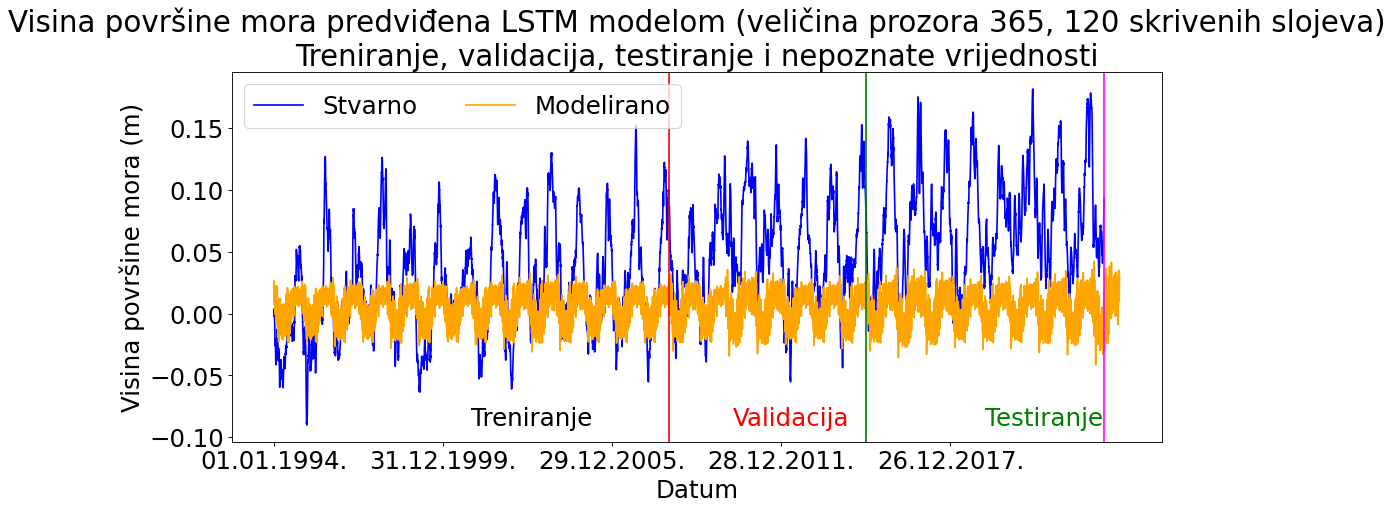 Visina površine mora predviđena LSTM modelom (veličina prozora 365, 120 skrivenih slojeva)
Treniranje, validacija, testiranje i nepoznate vrijednosti
Stvarno Modelirano
Visina površine mora (m)
0.15
0.10
0.05
0.00
−0.05
−0.10
Treniranje Validacija Testiranje
01.01.1994. 31.12.1999. 29.12.2005. 28.12.2011. 26.12.2017.
Datum